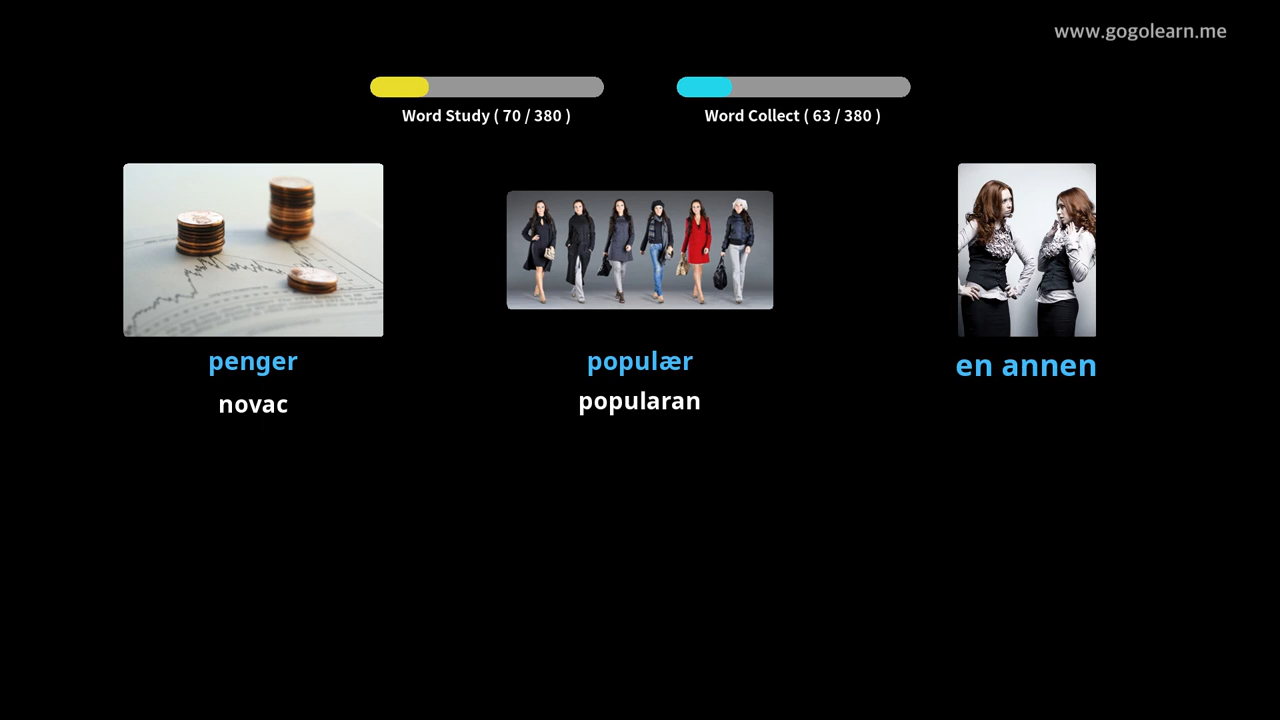 www.gogolearn.me
Word Study ( 70 / 380 )
Word Collect ( 63 / 380 )
penger
novac
populær
popularan
en annen